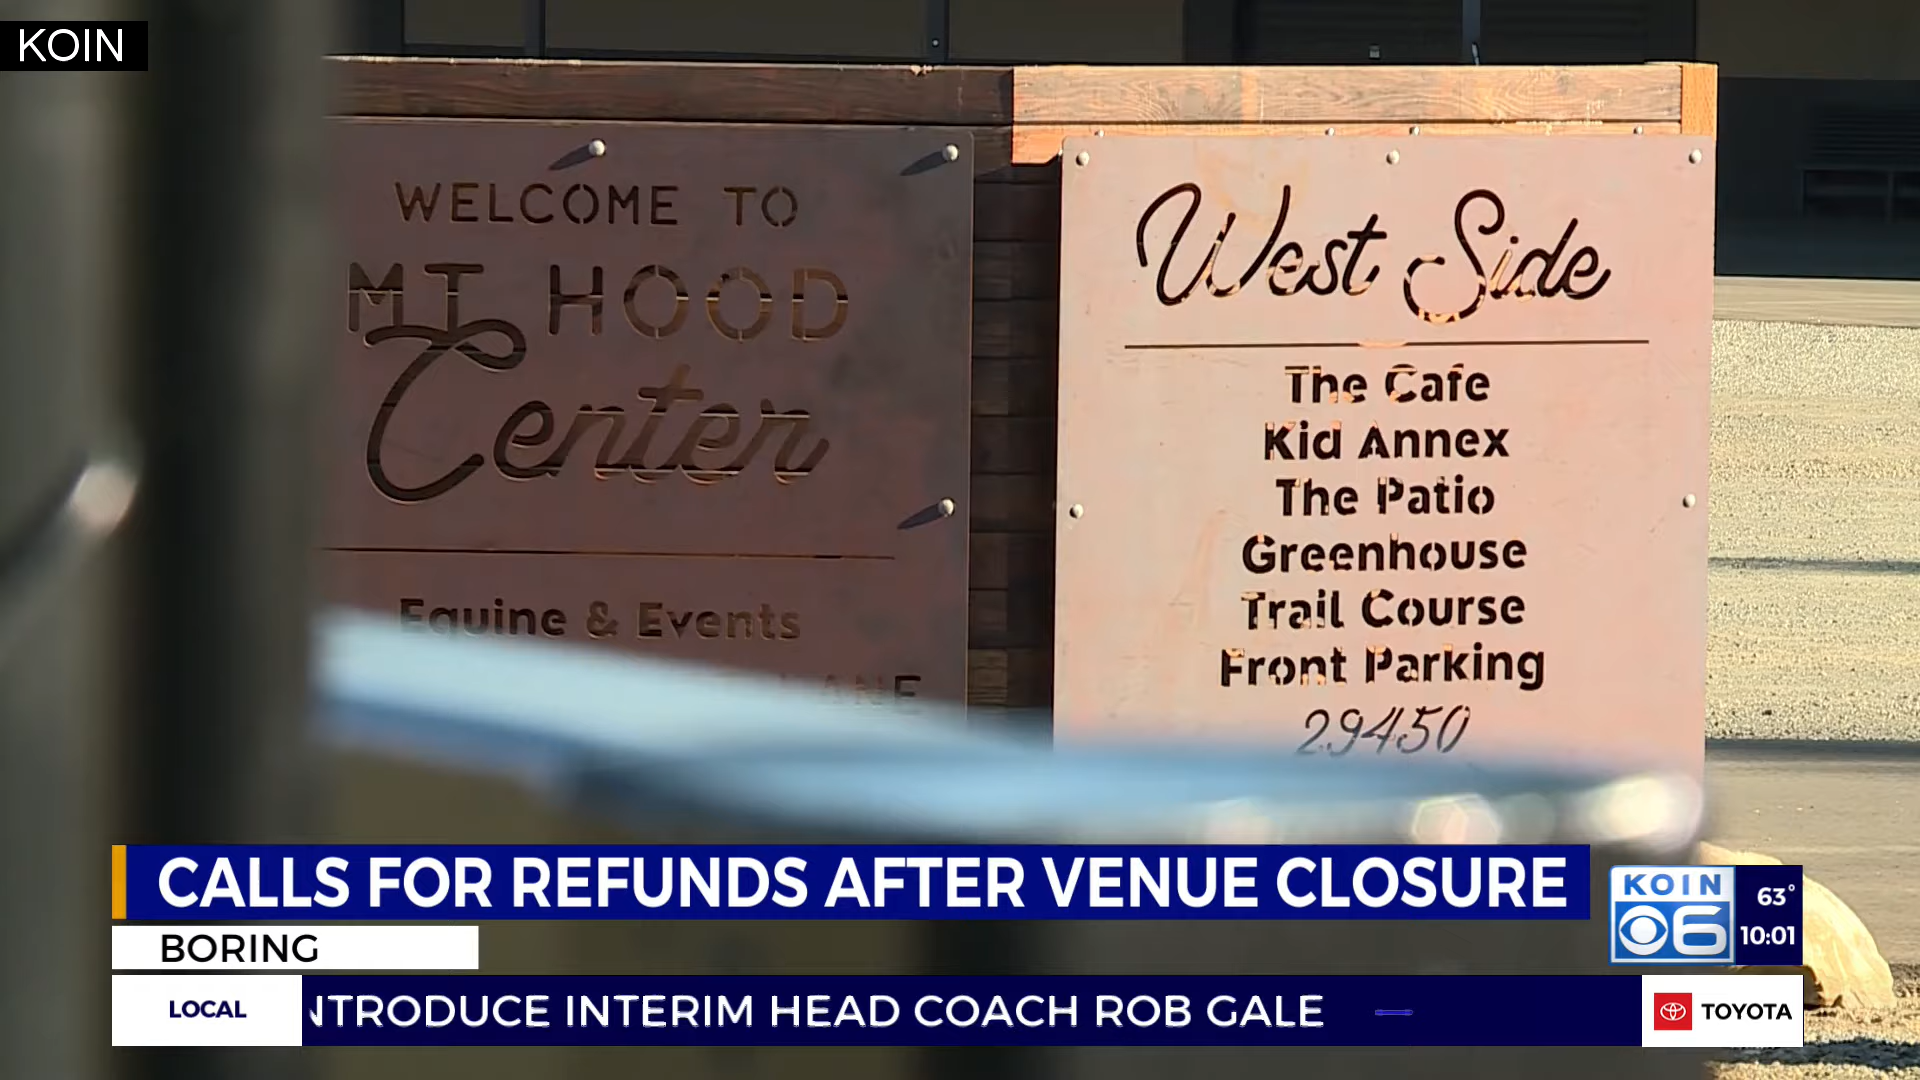 KOIN
WELCOME TO
MT HOOD
Center
Equine & Events
LANE
West Side
The Cafe
Kid Annex
The Patio
Greenhouse
Trail Course
Front Parking
29450
CALLS FOR REFUNDS AFTER VENUE CLOSURE
BORING
KOIN
6
63°
10:01
LOCAL
NTRODUCE INTERIM HEAD COACH ROB GALE
TOYOTA